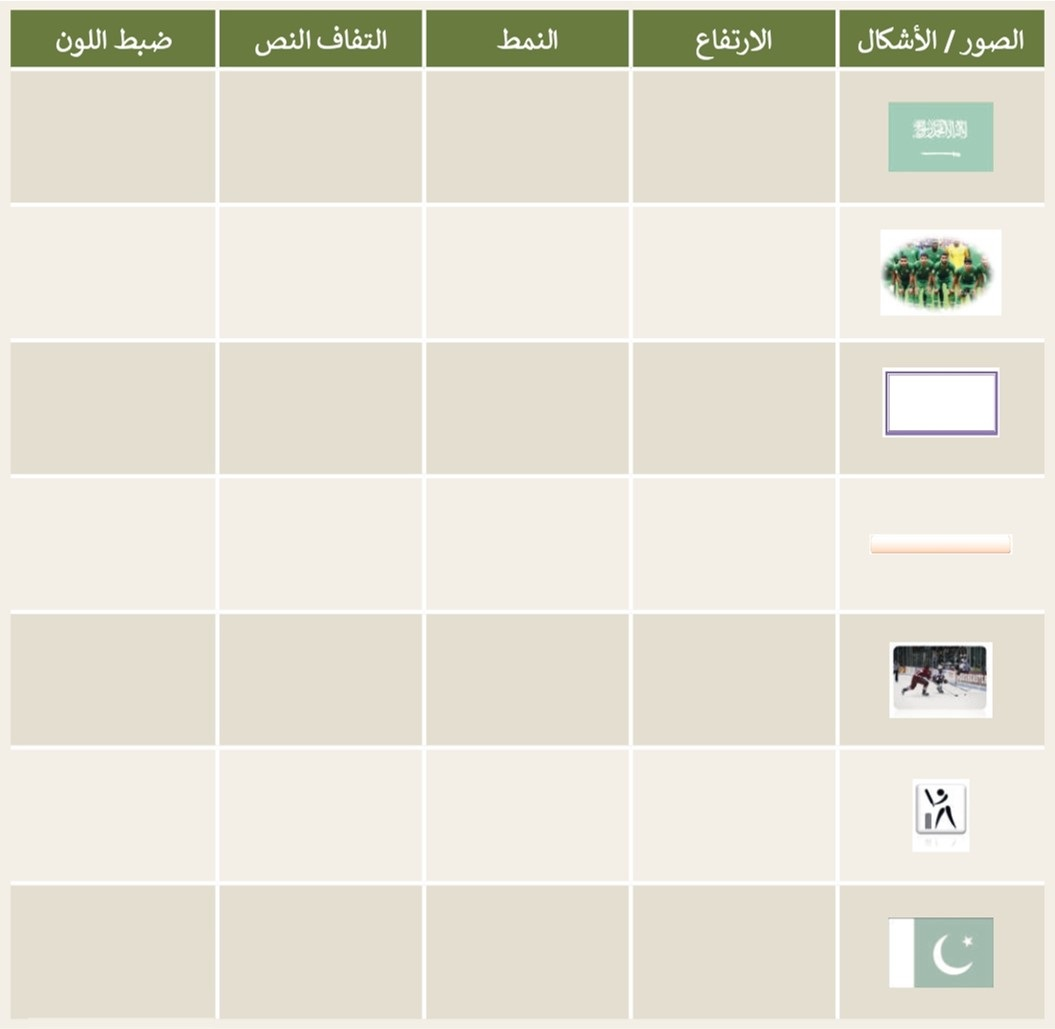 الصور / الأشكال
الارتفاع
النمط
التفاف النص
ضبط اللون